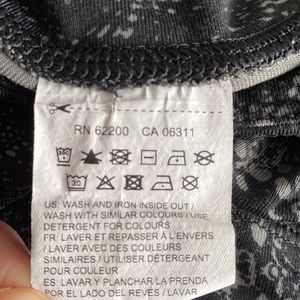 RN 62200 CA 06311
30
US: WASH AND IRON INSIDE OUT /
WASH WITH SIMILAR COLOURS / USE
DETERGENT FOR COLOURS.
FR: LAVER ET REPASSER À L'ENVERS
/ LAVER AVEC DES COULEURS
SIMILAIRES / UTILISER DÉTERGENT
POUR COULEURS
ES: LAVAR Y PLANCHAR LA PRENDA
POR EL LADO DEL REVÉS / LAVAR